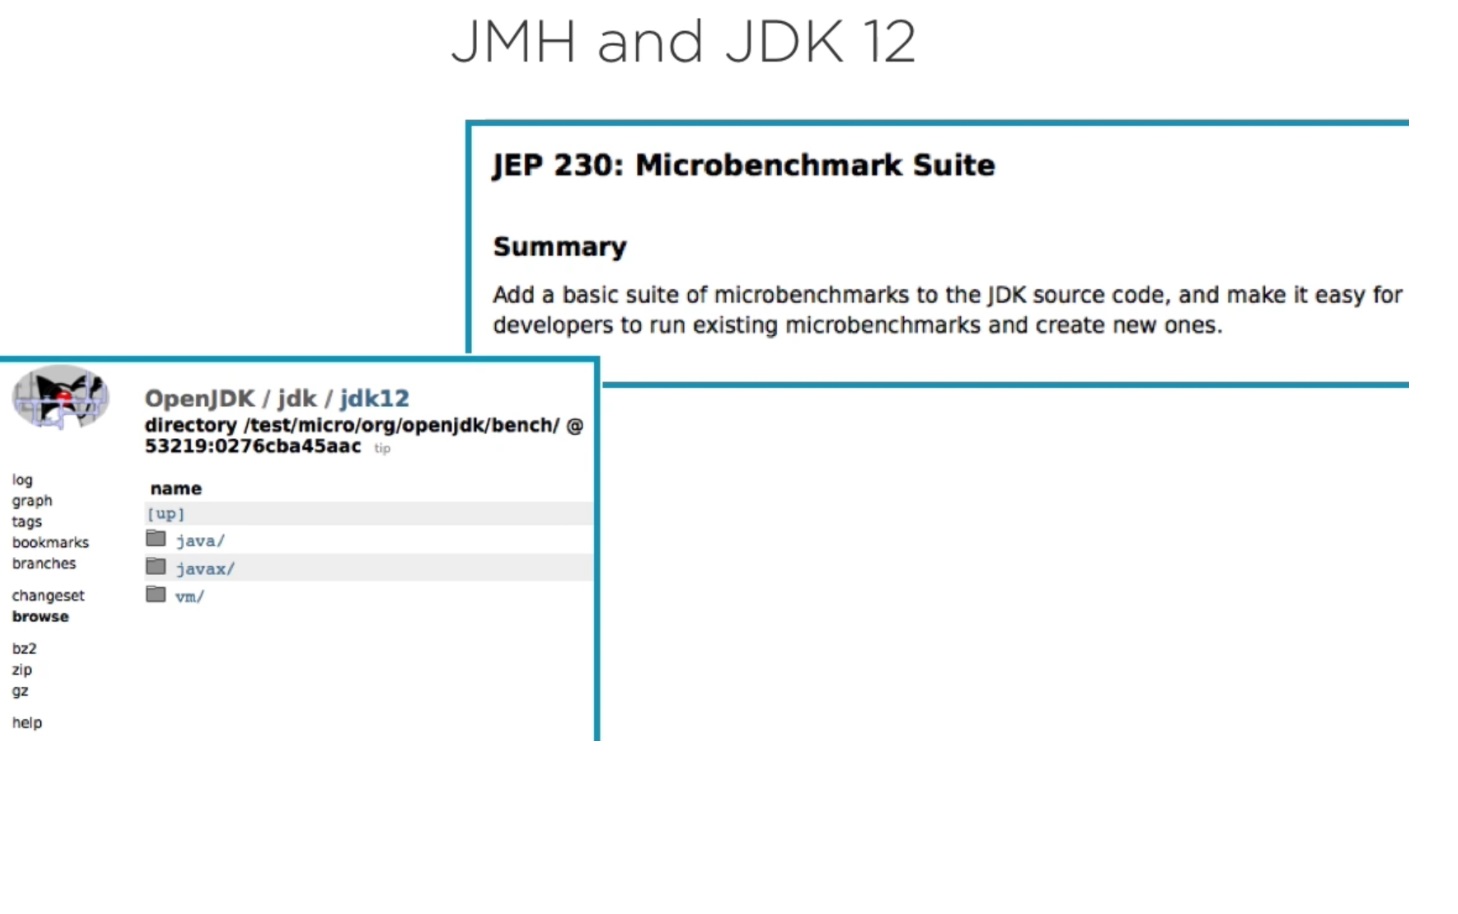 JMH and JDK 12
JEP 230: Microbenchmark Suite
Summary
Add a basic suite of microbenchmarks to the JDK source code, and make it easy for
developers to run existing microbenchmarks and create new ones.
OpenJDK / jdk / jdk12
directory /test/micro/org/openjdk/bench/ @
53219:0276cba45aac tip
log
graph
tags
bookmarks
branches
changeset
browse
bz2
zip
gz
help
name
[up]
java/
javax/
vm/